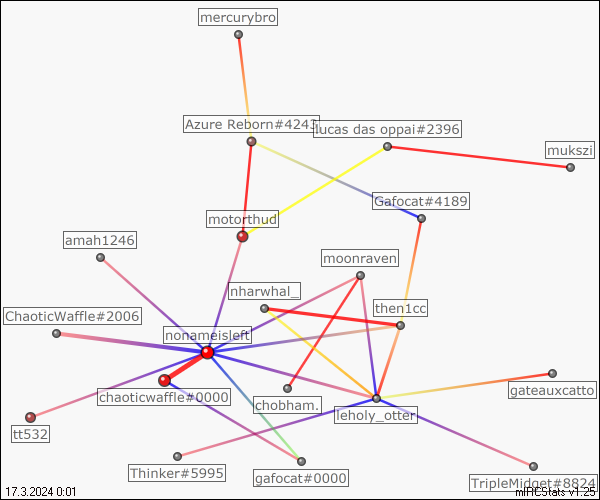 mercurybro
Azure Reborn#4243
lucas das oppai#2396
mukszi
Gafocat#4189
motorthud
amah1246
moonraven
nharwhal_
ChaoticWaffle#2006
then1cc
nonameisleft
chaoticwaffle#0000
chobham.
gateauxcatto
leholy_otter
tt532
Thinker#5995
gafocat#0000
TripleMidget#8824
17.3.2024 0:01
mIRCStats v1.25